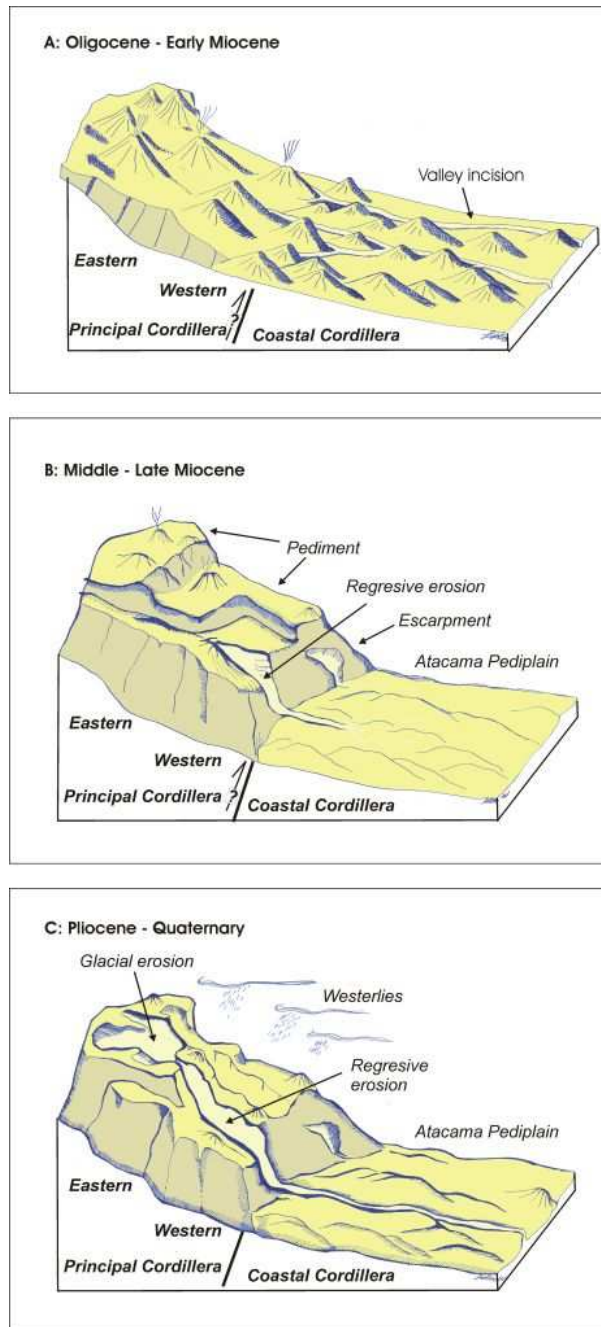 A: Oligocene - Early Miocene
Valley incision
Eastern
Western
Principal Cordillera
?
Coastal Cordillera
B: Middle - Late Miocene
Pediment
Regresive erosion
Escarpment
Atacama Pediplain
Eastern
Western
Principal Cordillera
?
Coastal Cordillera
C: Pliocene - Quaternary
Glacial erosion
Westerlies
Regresive
erosion
Atacama Pediplain
Eastern
Western
Principal Cordillera
Coastal Cordillera